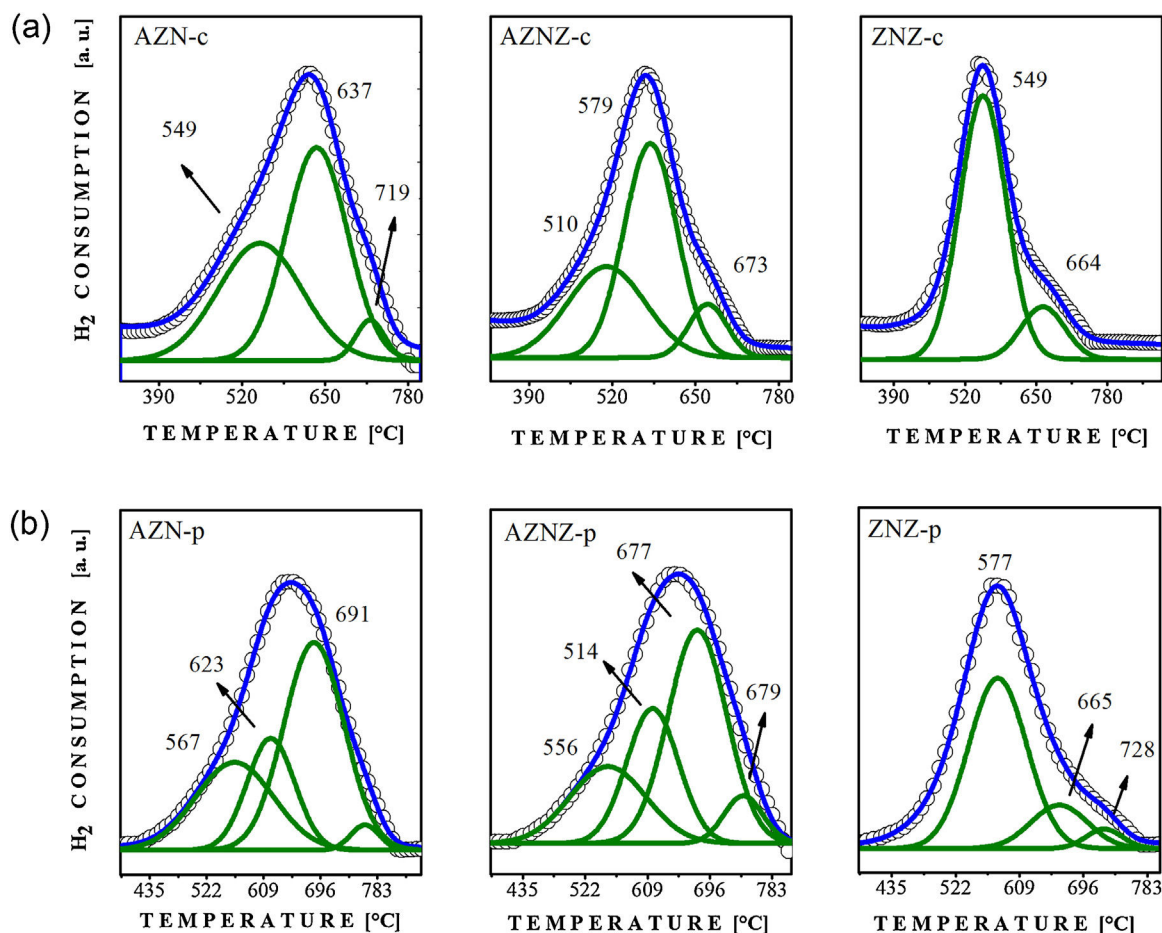 (a)
H2 CONSUMPTION [a. u.]
AZN-c
549
637
719
390 520 650 780
TEMPERATURE [°C]
AZNZ-c
510
579
673
390 520 650 780
TEMPERATURE [°C]
ZNZ-c
549
664
390 520 660 780
TEMPERATURE [°C]
(b)
H2 CONSUMPTION [a. u.]
AZN-p
567
623
691
435 522 609 696 783
TEMPERATURE [°C]
AZNZ-p
556
514
677
679
435 522 609 696 783
TEMPERATURE [°C]
ZNZ-p
577
665
728
435 522 609 696 783
TEMPERATURE [°C]